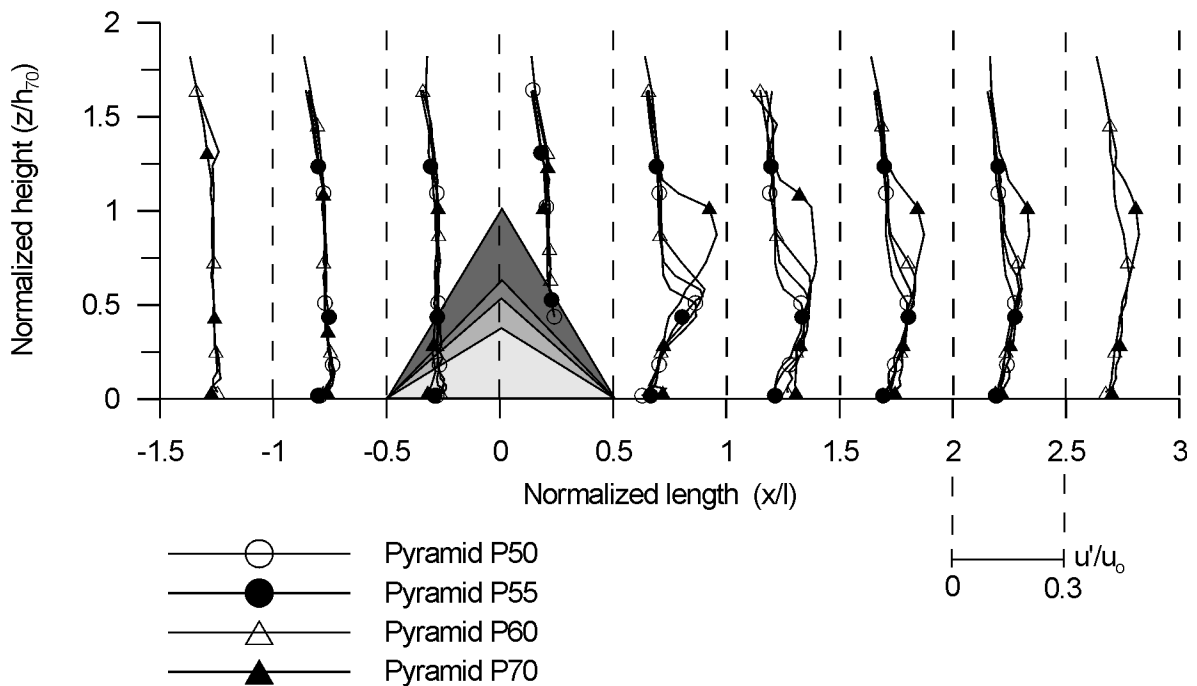 2
1.5
1
0.5
0
Normalized height (z/h70)
-1.5 -1 -0.5 0 0.5 1 1.5 2 2.5 3
Normalized length (x/l)
Pyramid P50
Pyramid P55
Pyramid P60
Pyramid P70
u'/uo
0 0.3